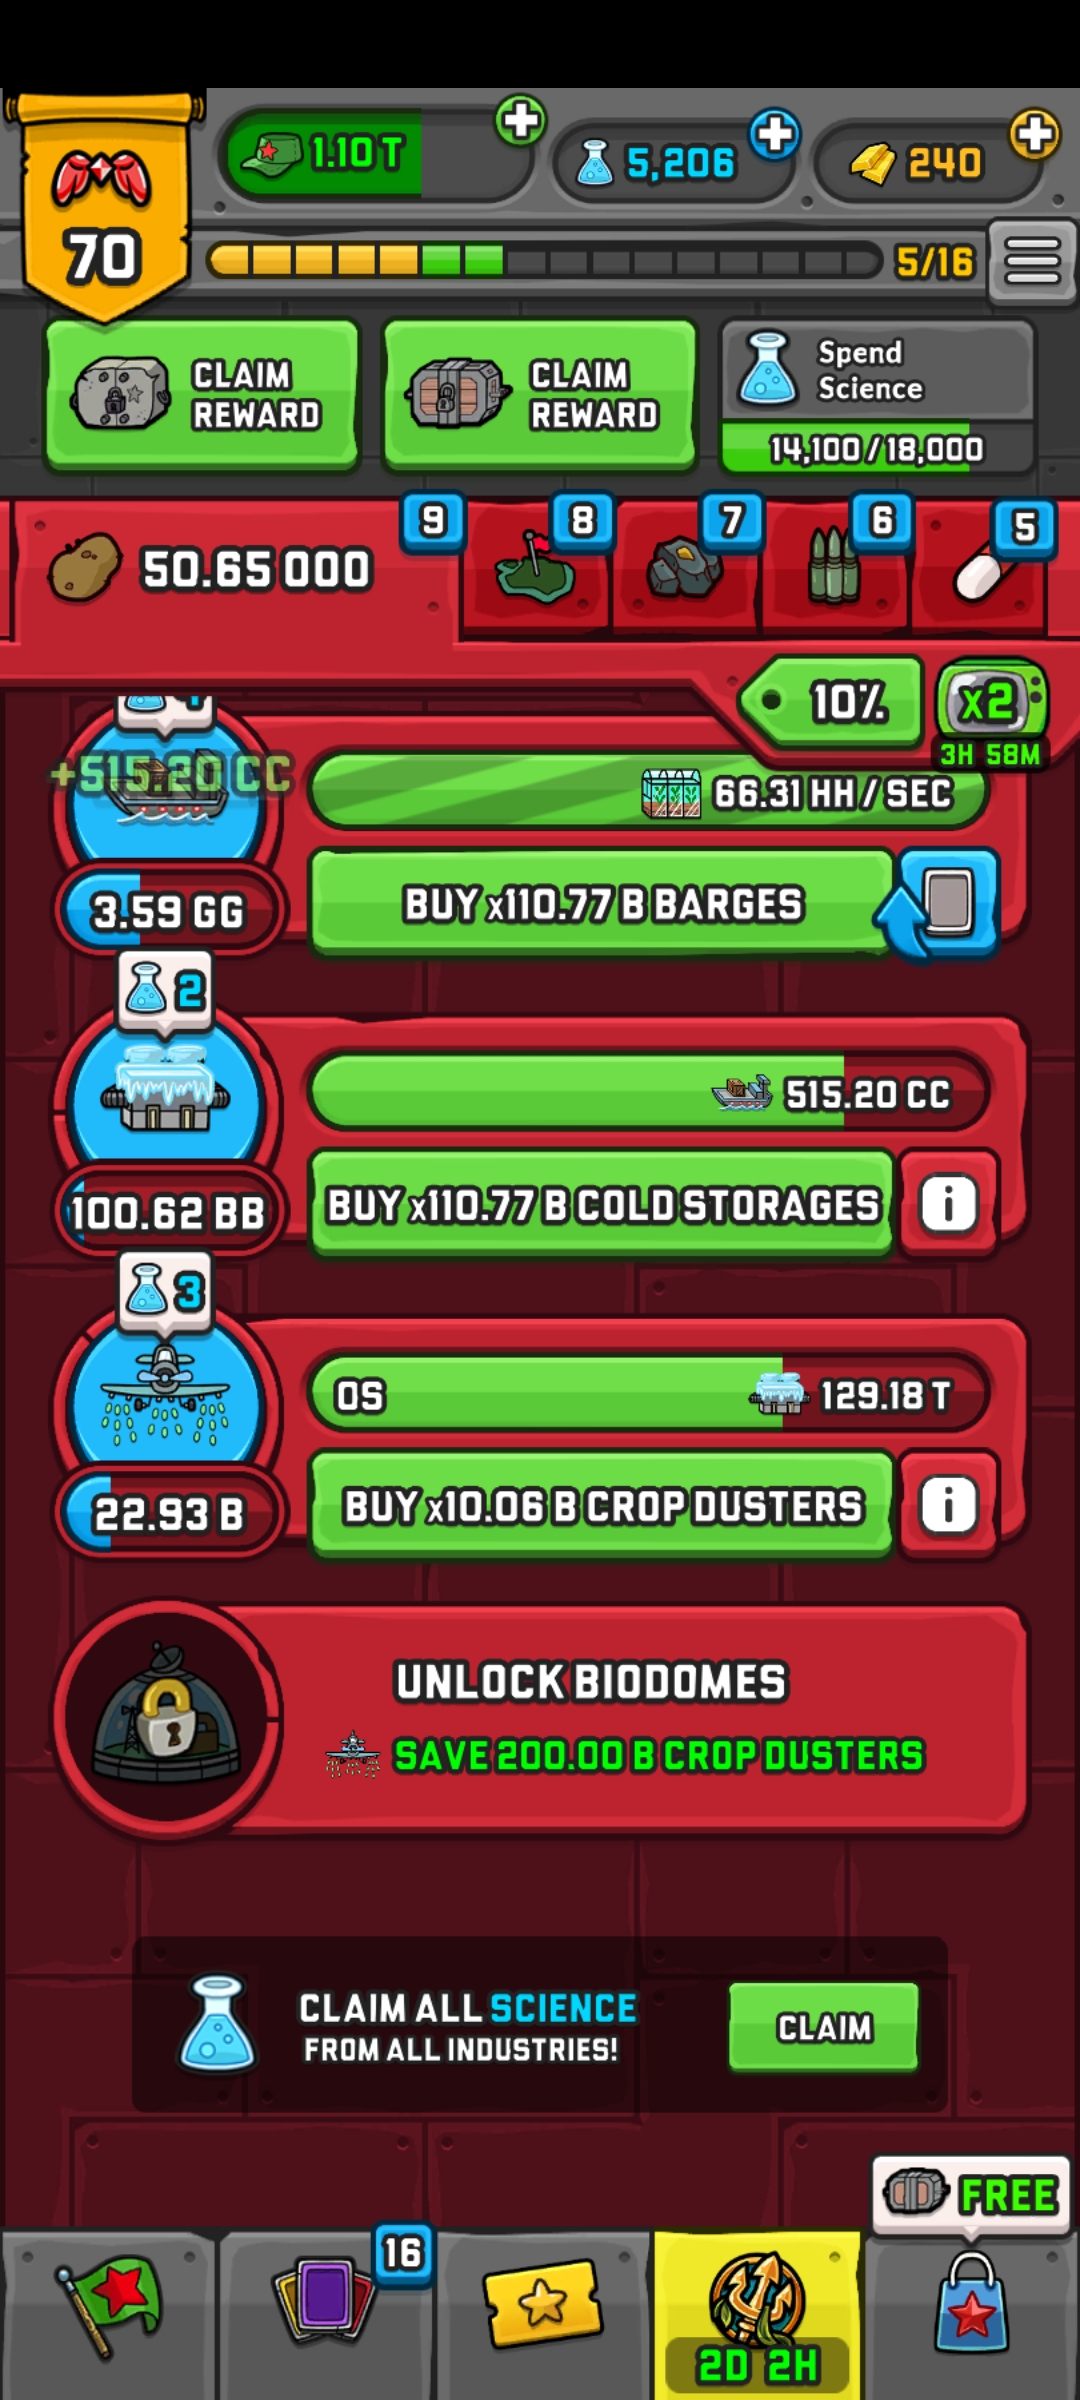 1.10 T
5,206
240
70
5/16
CLAIM
REWARD
CLAIM
REWARD
Spend
Science
14,100 / 18,000
50.65 000
9
8
7
6
5
10%
x2
3H 58M
+515.20 CC
66.31 HH / SEC
3.59 GG
BUY x110.77 B BARGES
2
515.20 CC
100.62 BB
BUY x110.77 B COLD STORAGES
i
3
0S
129.18 T
22.93 B
BUY x10.06 B CROP DUSTERS
i
UNLOCK BIODOMES
SAVE 200.00 B CROP DUSTERS
CLAIM ALL SCIENCE
FROM ALL INDUSTRIES!
CLAIM
FREE
16
2D 2H